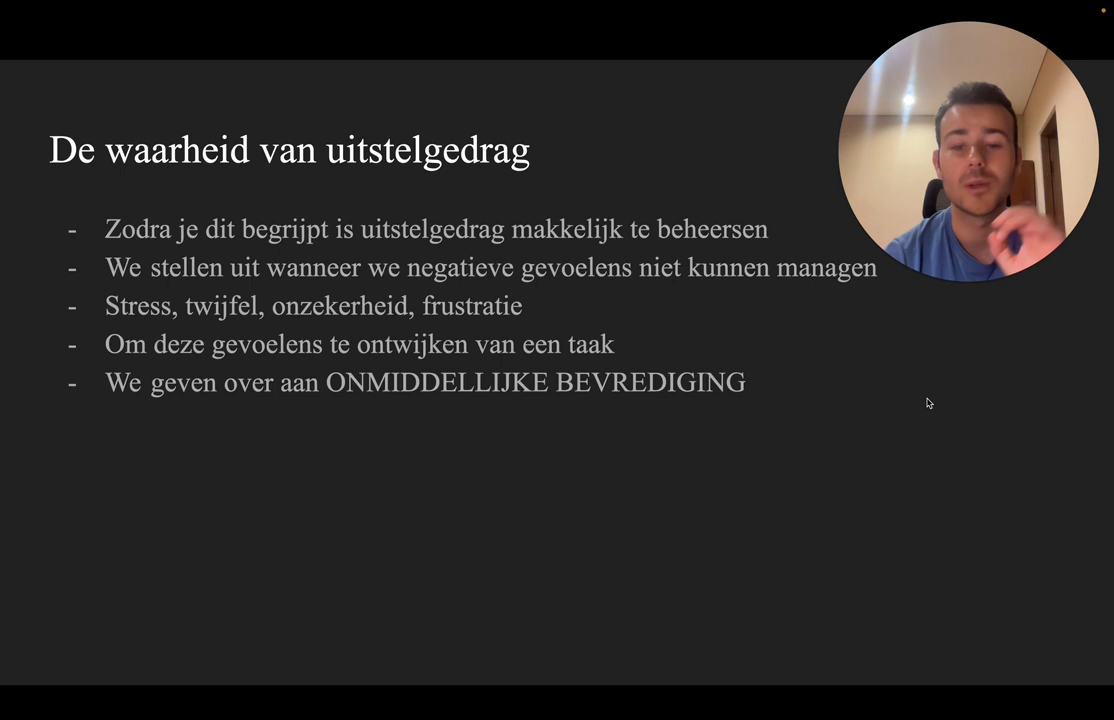 De waarheid van uitstelgedrag
- Zodra je dit begrijpt is uitstelgedrag makkelijk te beheersen
- We stellen uit wanneer we negatieve gevoelens niet kunnen managen
- Stress, twijfel, onzekerheid, frustratie
- Om deze gevoelens te ontwijken van een taak
- We geven over aan ONMIDDELLIJKE BEVREDIGING